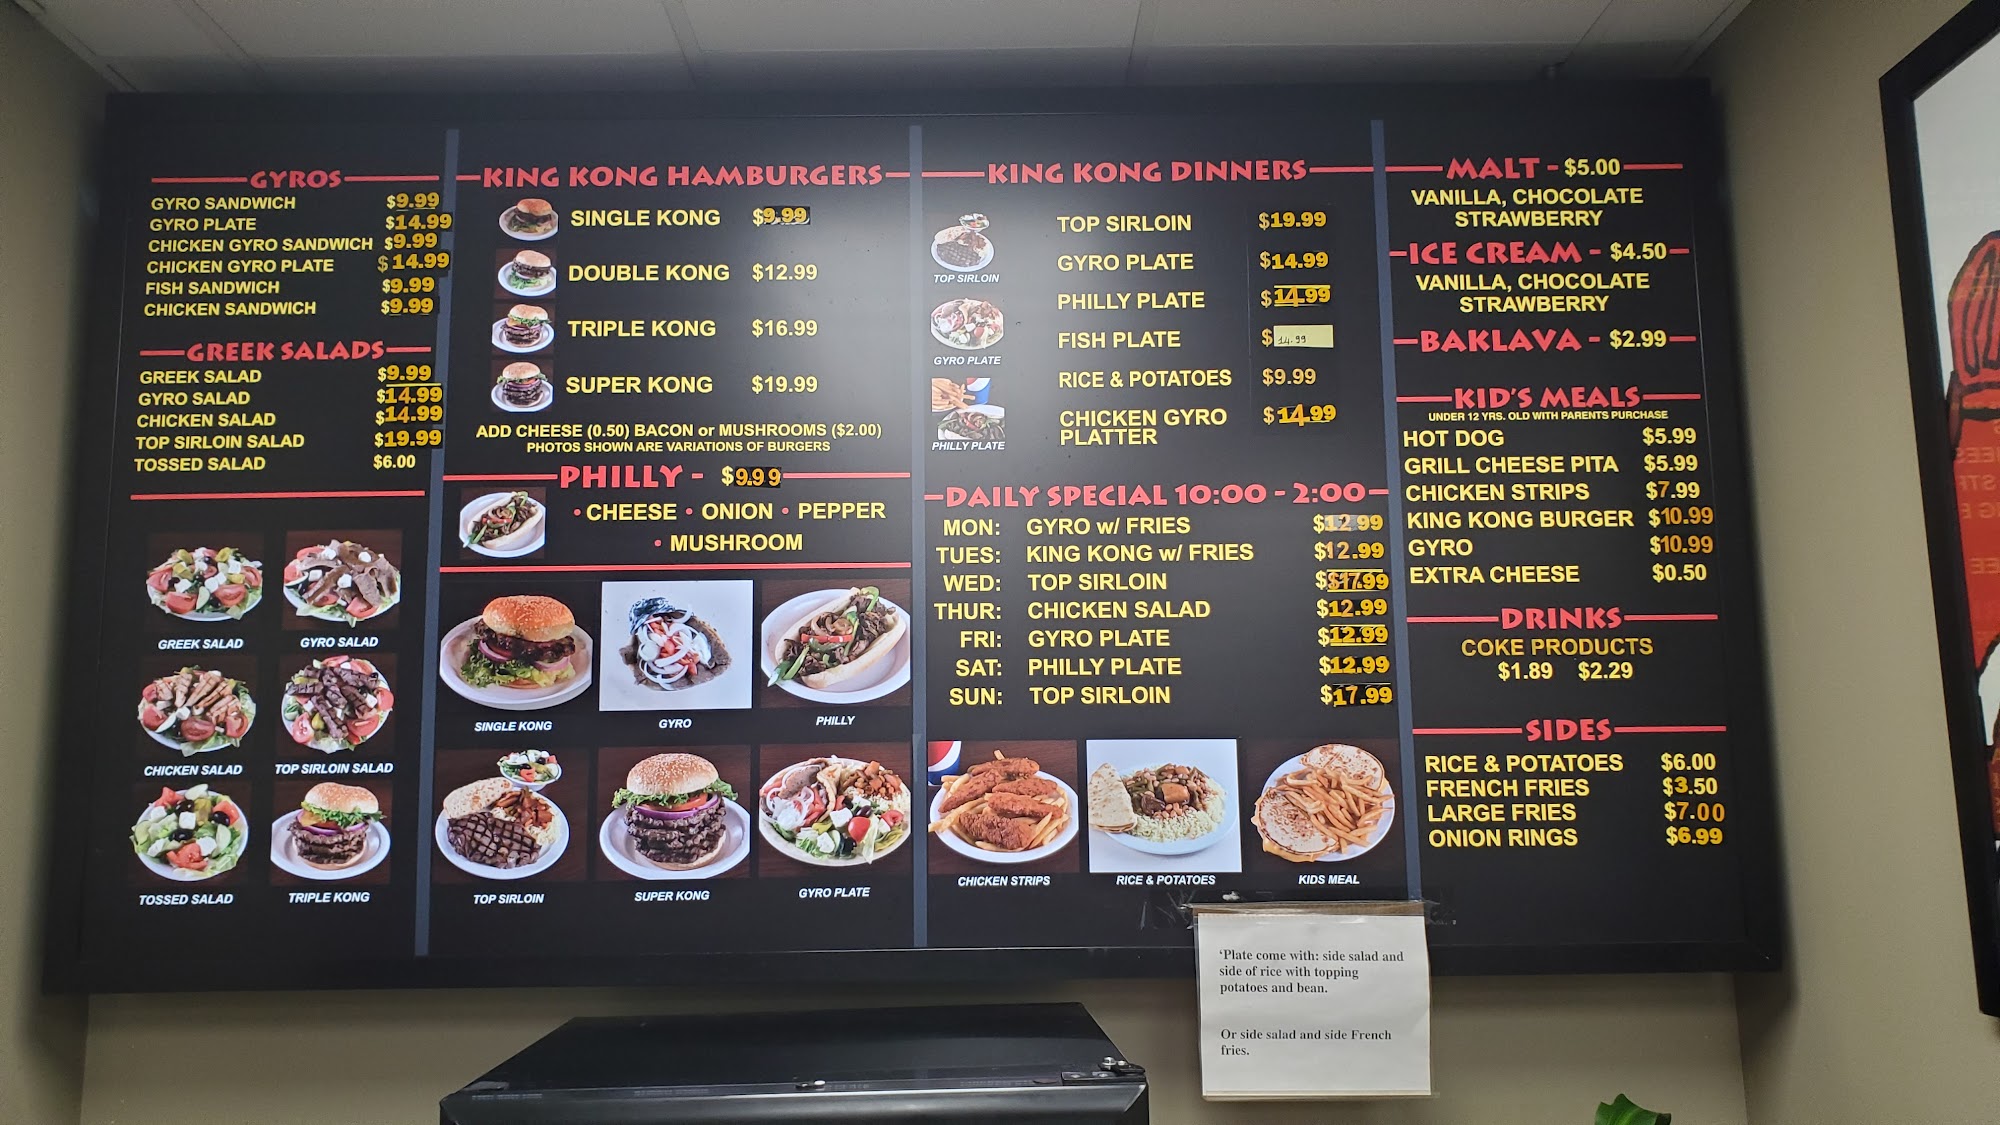 GYROS
GYRO SANDWICH $9.99
GYRO PLATE $14.99
CHICKEN GYRO SANDWICH $9.99
CHICKEN GYRO PLATE $14.99
FISH SANDWICH $9.99
CHICKEN SANDWICH $9.99
GREEK SALADS
GREEK SALAD $9.99
GYRO SALAD $14.99
CHICKEN SALAD $14.99
TOP SIRLOIN SALAD $19.99
TOSSED SALAD $6.00
GREEK SALAD
GYRO SALAD
CHICKEN SALAD
TOP SIRLOIN SALAD
TOSSED SALAD
TRIPLE KONG
KING KONG HAMBURGERS
SINGLE KONG $9.99
DOUBLE KONG $12.99
TRIPLE KONG $16.99
SUPER KONG $19.99
ADD CHEESE (0.50) BACON or MUSHROOMS ($2.00)
PHOTOS SHOWN ARE VARIATIONS OF BURGERS
PHILLY - $9.99
• CHEESE • ONION • PEPPER
• MUSHROOM
SINGLE KONG
GYRO
PHILLY
TOP SIRLOIN
SUPER KONG
GYRO PLATE
KING KONG DINNERS
TOP SIRLOIN $19.99
GYRO PLATE $14.99
PHILLY PLATE $14.99
FISH PLATE $14.99
RICE & POTATOES $9.99
CHICKEN GYRO $14.99
PLATTER
TOP SIRLOIN
GYRO PLATE
PHILLY PLATE
DAILY SPECIAL 10:00 - 2:00
MON: GYRO w/ FRIES $12.99
TUES: KING KONG w/ FRIES $12.99
WED: TOP SIRLOIN $$17.99
THUR: CHICKEN SALAD $12.99
FRI: GYRO PLATE $12.99
SAT: PHILLY PLATE $12.99
SUN: TOP SIRLOIN $17.99
CHICKEN STRIPS
RICE & POTATOES
KIDS MEAL
MALT - $5.00
VANILLA, CHOCOLATE
STRAWBERRY
ICE CREAM - $4.50
VANILLA, CHOCOLATE
STRAWBERRY
BAKLAVA - $2.99
KID'S MEALS
UNDER 12 YRS. OLD WITH PARENTS PURCHASE
HOT DOG $5.99
GRILL CHEESE PITA $5.99
CHICKEN STRIPS $7.99
KING KONG BURGER $10.99
GYRO $10.99
EXTRA CHEESE $0.50
DRINKS
COKE PRODUCTS
$1.89 $2.29
SIDES
RICE & POTATOES $6.00
FRENCH FRIES $3.50
LARGE FRIES $7.00
ONION RINGS $6.99
‘Plate come with: side salad and
side of rice with topping
potatoes and bean.
Or side salad and side French
fries.